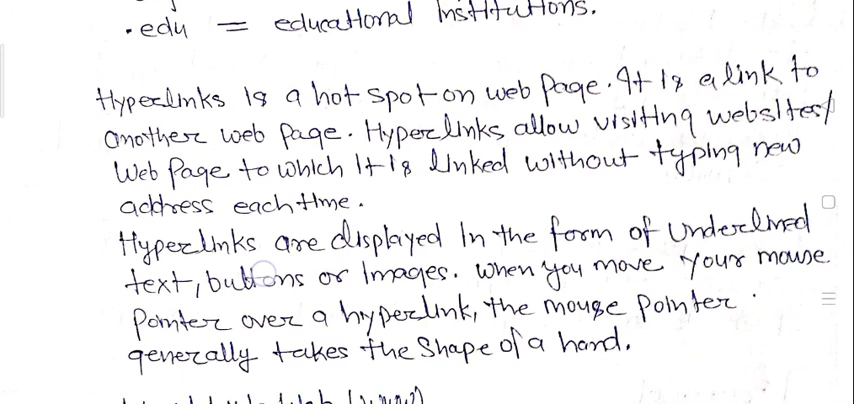 .edu = educational Institutions.
Hyperlinks is a hot spot on web page. It is a link to
another web page. Hyperlinks allow visiting websites/
Web Page to which it is linked without typing new
address each time.
Hyperlinks are displayed in the form of underlined
text, buttons or Images. When you move your mouse
pointer over a hyperlink, the mouse pointer
generally takes the shape of a hand.